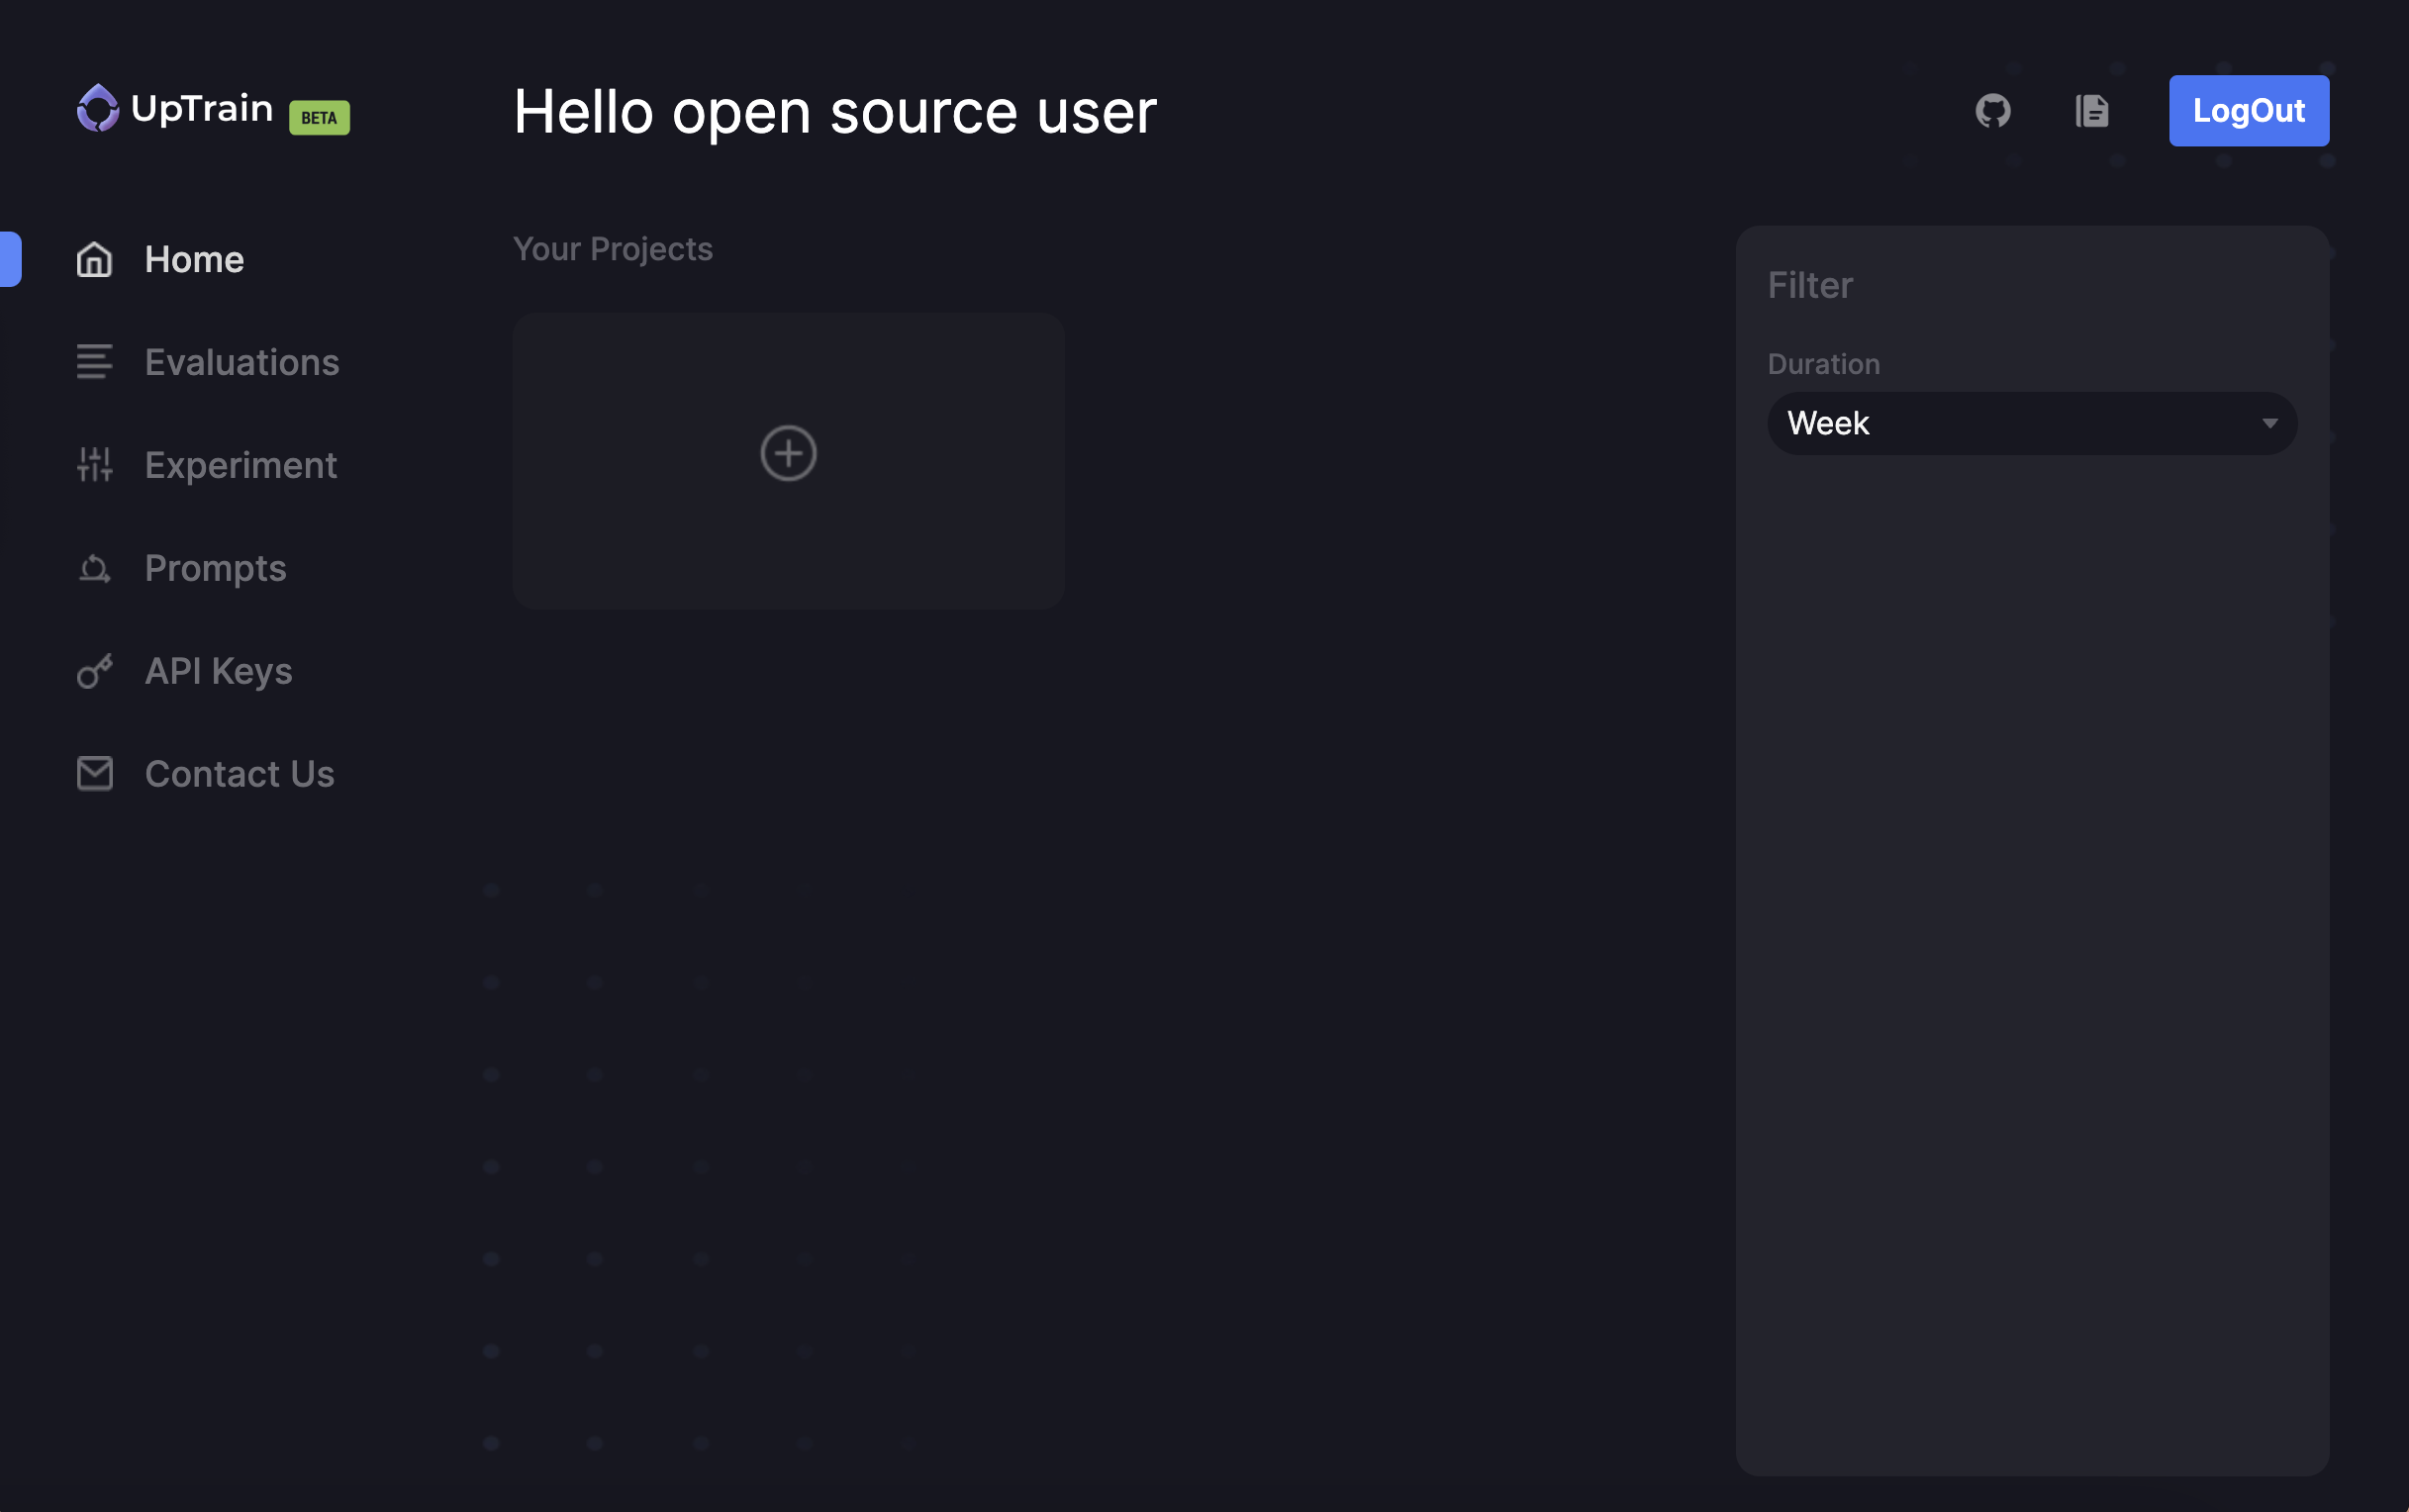 UpTrain BETA
Hello open source user
LogOut
Home
Evaluations
Experiment
Prompts
API Keys
Contact Us
Your Projects
Filter
Duration
Week